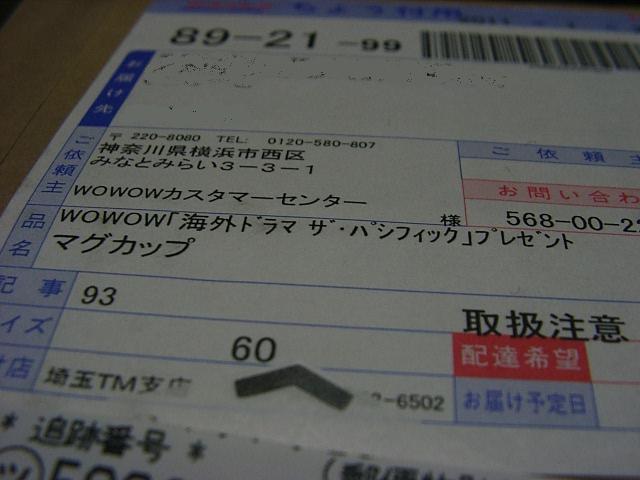 89-21-99
お届け先
〒 220-8080 TEL: 0120-580-807
神奈川県横浜市西区
みなとみらい3-3-1
ご依頼主
WOWOWカスタマーセンター
様
ご依頼主
お問い合わ
568-00-22
品名
WOWOW「海外ﾄﾞﾗﾏ ｻﾞ･ﾊﾟｼﾌｨｯｸ」ﾌﾟﾚｾﾞﾝﾄ
マグカップ
記事
93
取扱注意
イズ
60
配達希望
店
埼玉TM支店
-6502
お届け予定日
* 追跡番号 *